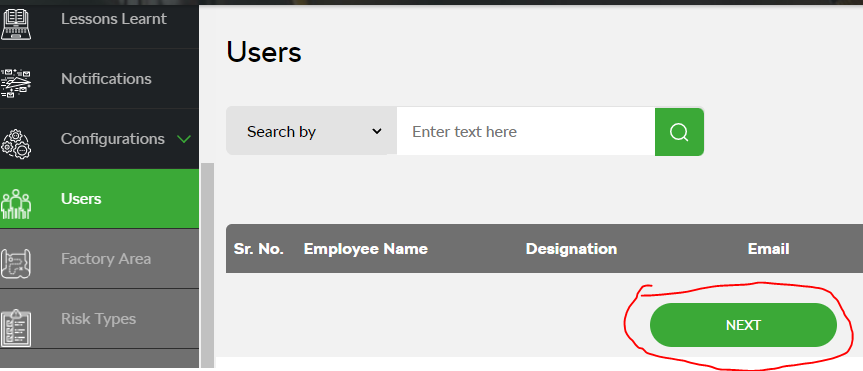 Lessons Learnt
Notifications
Configurations
Users
Factory Area
Risk Types
Users
Search by
Enter text here
Sr. No. Employee Name Designation Email
NEXT